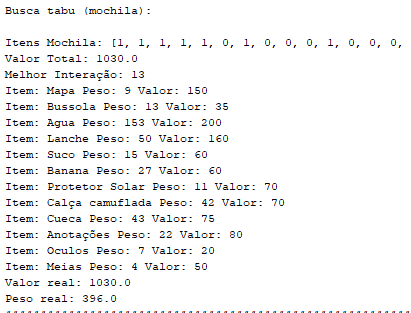 Busca tabu (mochila):
Itens Mochila: [1, 1, 1, 1, 1, 0, 1, 0, 0, 0, 1, 0, 0, 0,
Valor Total: 1030.0
Melhor Interação: 13
Item: Mapa Peso: 9 Valor: 150
Item: Bussola Peso: 13 Valor: 35
Item: Agua Peso: 153 Valor: 200
Item: Lanche Peso: 50 Valor: 160
Item: Suco Peso: 15 Valor: 60
Item: Banana Peso: 27 Valor: 60
Item: Protetor Solar Peso: 11 Valor: 70
Item: Calça camuflada Peso: 42 Valor: 70
Item: Cueca Peso: 43 Valor: 75
Item: Anotações Peso: 22 Valor: 80
Item: Oculos Peso: 7 Valor: 20
Item: Meias Peso: 4 Valor: 50
Valor real: 1030.0
Peso real: 396.0